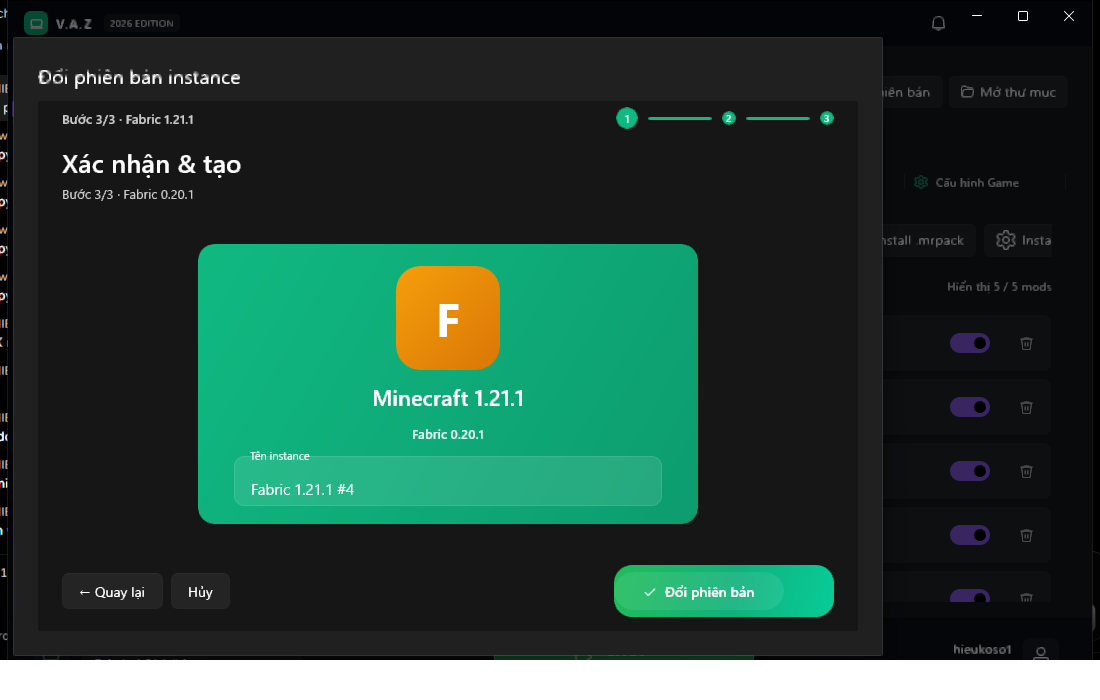 V.A.Z 2026 EDITION
Đổi phiên bản instance
bản
Mở thư mục
Bước 3/3 · Fabric 1.21.1
1 2 3
Xác nhận & tạo
Bước 3/3 · Fabric 0.20.1
Cấu hình Game
.mrpack
Hiển thị 5 / 5 mods
F
Minecraft 1.21.1
Fabric 0.20.1
Tên instance
Fabric 1.21.1 #4
← Quay lại
Hủy
Đổi phiên bản
hieukoso1